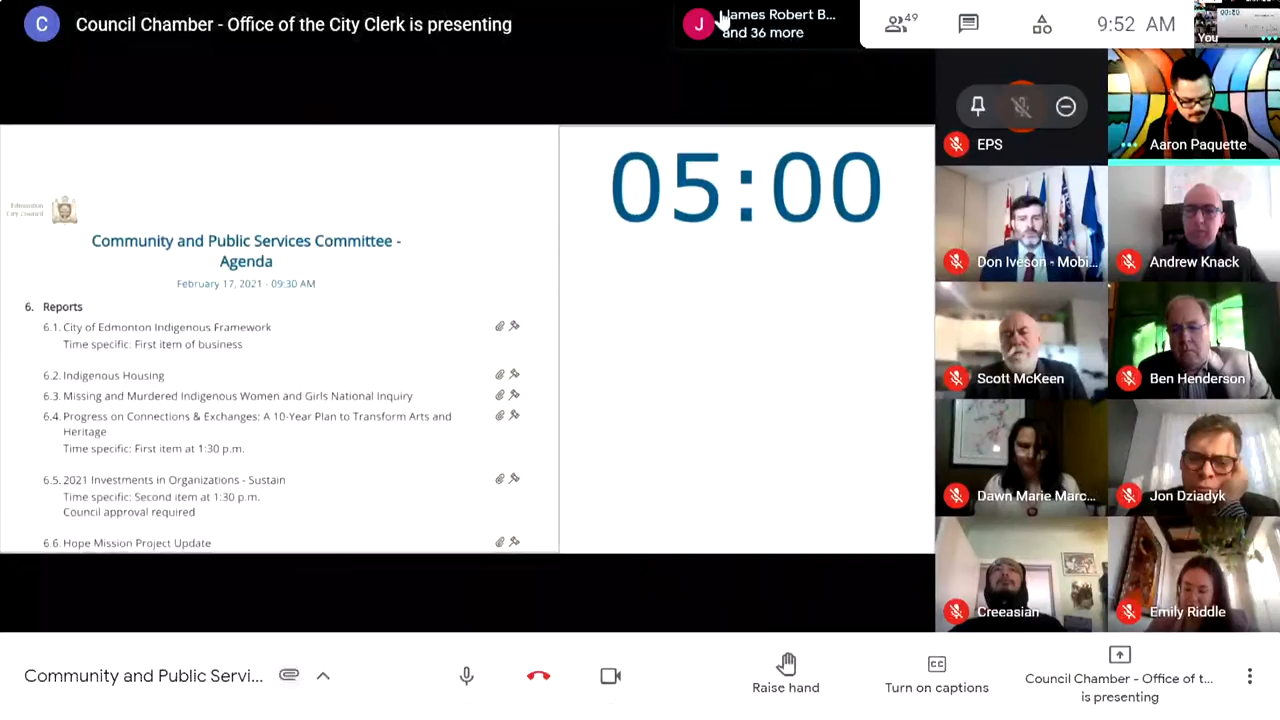 C
Council Chamber - Office of the City Clerk is presenting
J
James Robert B...
and 36 more
49
9:52 AM
00:50
You
EPS
Aaron Paquette
Edmonton
City Council
05:00
Community and Public Services Committee -
Agenda
February 17, 2021 - 09:30 AM
Don Iveson - Mobi...
Andrew Knack
6. Reports
6.1. City of Edmonton Indigenous Framework
Time specific: First item of business
6.2. Indigenous Housing
6.3. Missing and Murdered Indigenous Women and Girls National Inquiry
6.4. Progress on Connections & Exchanges: A 10-Year Plan to Transform Arts and
Heritage
Time specific: First item at 1:30 p.m.
6.5. 2021 Investments in Organizations - Sustain
Time specific: Second item at 1:30 p.m.
Council approval required
6.6. Hope Mission Project Update
Scott McKeen
Ben Henderson
Dawn Marie Marc...
Jon Dziadyk
Creeasian
Emily Riddle
Community and Public Servi...
Raise hand
CC
Turn on captions
Council Chamber - Office of t...
is presenting